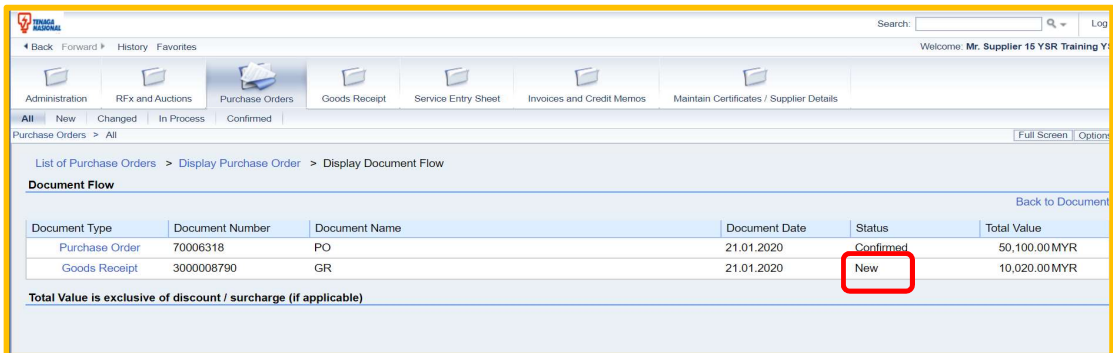 TENAGA
NASIONAL
Search:
Log
Back Forward History Favorites
Welcome: Mr. Supplier 15 YSR Training YS
Administration RFx and Auctions Purchase Orders Goods Receipt Service Entry Sheet Invoices and Credit Memos Maintain Certificates / Supplier Details
All New Changed In Process Confirmed
Purchase Orders > All
Full Screen Options
List of Purchase Orders > Display Purchase Order > Display Document Flow
Document Flow
Back to Document
Document Type Document Number Document Name Document Date Status Total Value
Purchase Order 70006318 PO 21.01.2020 Confirmed 50,100.00 MYR
Goods Receipt 3000008790 GR 21.01.2020 New 10,020.00 MYR
Total Value is exclusive of discount / surcharge (if applicable)